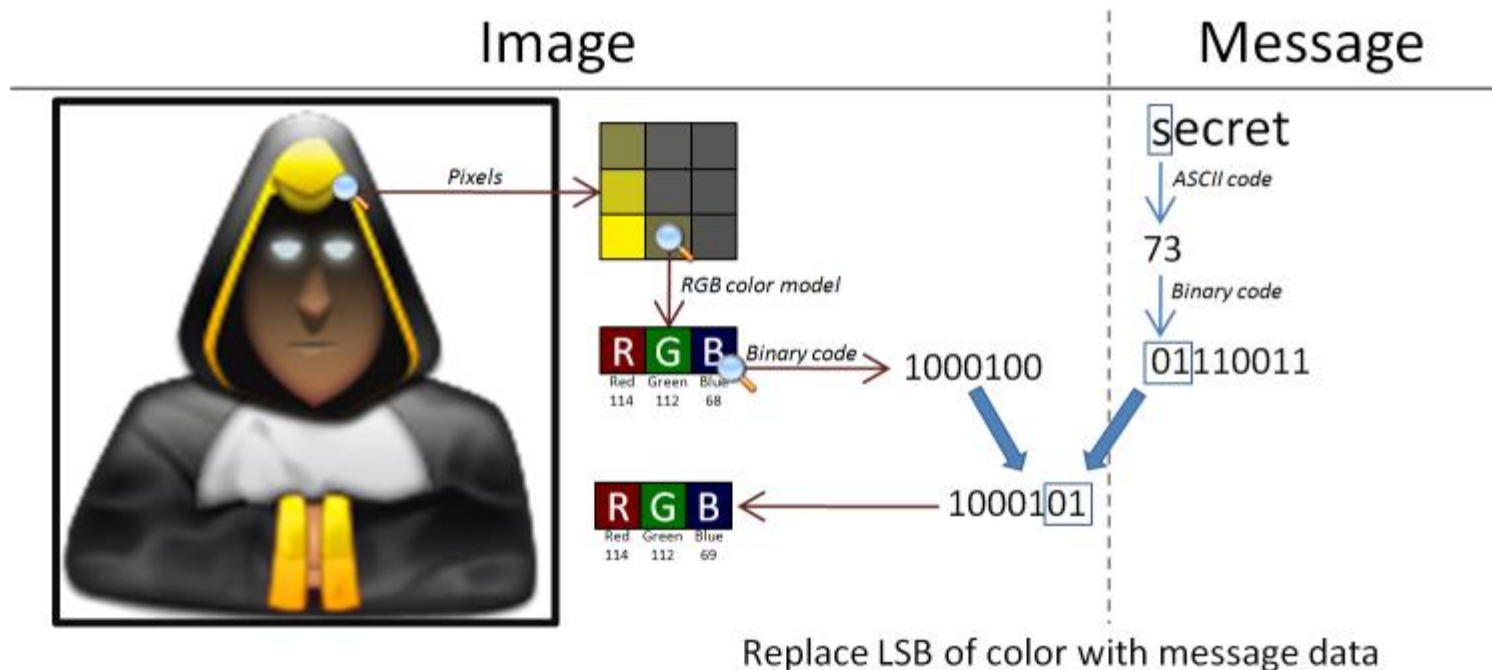 Image
Message
secret
Pixels
ASCII code
73
RGB color model
Binary code
R G B
Binary code
Red Green Blue
114 112 68
1000100
01110011
1000101
R G B
Red Green Blue
114 112 69
Replace LSB of color with message data